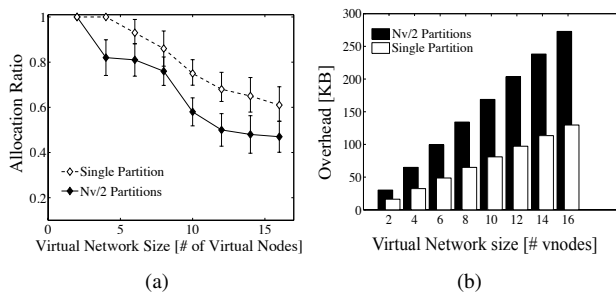 1
0.8
0.6
0.4
0.2
Allocation Ratio
Single Partition
Nv/2 Partitions
0 5 10 15
Virtual Network Size [# of Virtual Nodes]
(a)
300
250
200
150
100
50
KB
Overhead [KB]
Nv/2 Partitions
Single Partition
2 4 6 8 10 12 14 16
Virtual Network size [# vnodes]
(b)